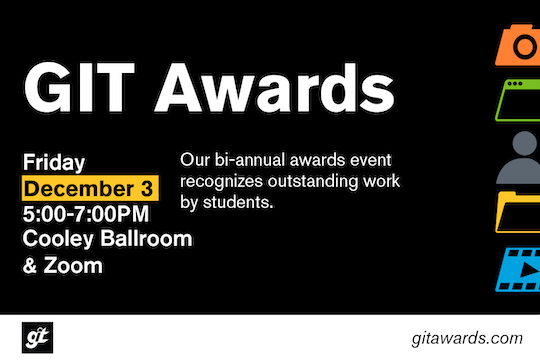 GIT Awards
Friday
December 3
5:00-7:00PM
Cooley Ballroom
& Zoom
Our bi-annual awards event
recognizes outstanding work
by students.
git
gitawards.com